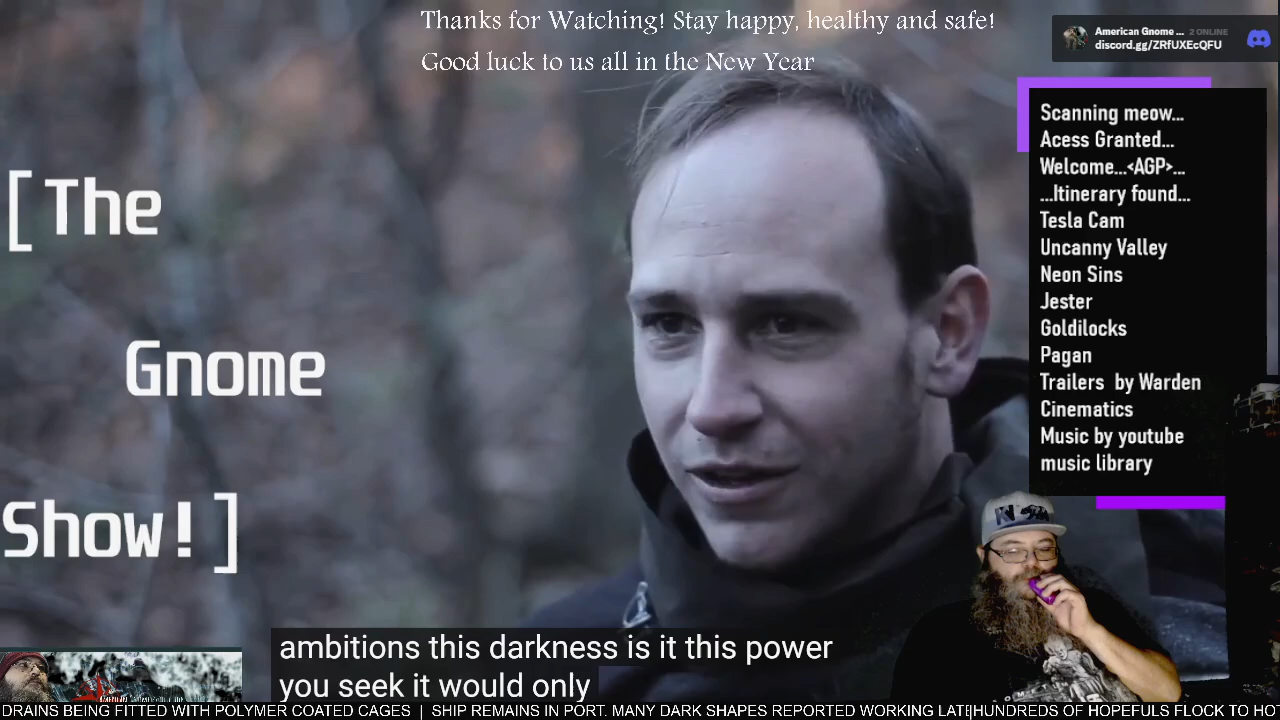 Thanks for Watching! Stay happy, healthy and safe!
Good luck to us all in the New Year
American Gnome ... 2 ONLINE
discord.gg/ZRfUXEcQFU
[The
Gnome
Show!]
Scanning meow...
Acess Granted...
Welcome...<AGP>...
...Itinerary found...
Tesla Cam
Uncanny Valley
Neon Sins
Jester
Goldilocks
Pagan
Trailers by Warden
Cinematics
Music by youtube
music library
ambitions this darkness is it this power
you seek it would only
DRAINS BEING FITTED WITH POLYMER COATED CAGES | SHIP REMAINS IN PORT. MANY DARK SHAPES REPORTED WORKING LATE|HUNDREDS OF HOPEFULS FLOCK TO HOT